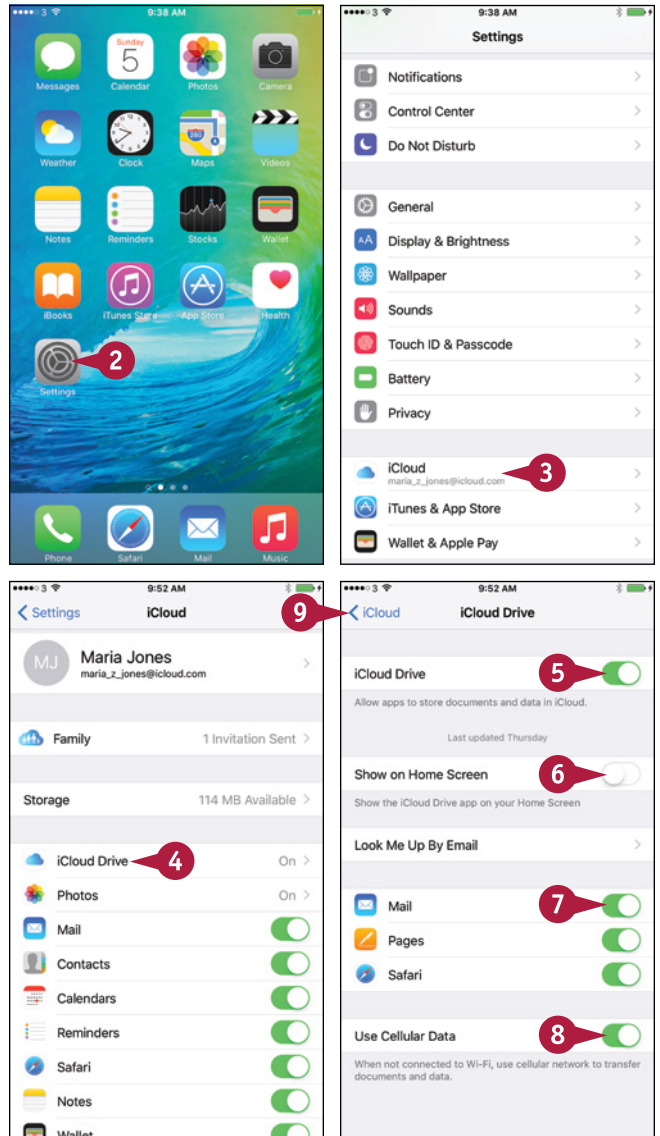 3 9:38 AM
Sunday
5
Messages Calendar Photos Camera
280
Weather Clock Maps Videos
Notes Reminders Stocks Wallet
iBooks iTunes Store App Store Health
2
Settings
Phone Safari Mail Music
3 9:38 AM
Settings
Notifications
Control Center
Do Not Disturb
General
AA Display & Brightness
Wallpaper
Sounds
Touch ID & Passcode
Battery
Privacy
iCloud
maria_z_jones@icloud.com
3
iTunes & App Store
Wallet & Apple Pay
3 9:52 AM
Settings iCloud
MJ Maria Jones
maria_z_jones@icloud.com
Family 1 Invitation Sent
Storage 114 MB Available
iCloud Drive 4 On
Photos On
Mail
Contacts
Calendars
Reminders
Safari
Notes
Wallet
3 9:52 AM
9 iCloud iCloud Drive
iCloud Drive 5
Allow apps to store documents and data in iCloud.
Last updated Thursday
Show on Home Screen 6
Show the iCloud Drive app on your Home Screen
Look Me Up By Email
Mail 7
Pages
Safari
Use Cellular Data 8
When not connected to Wi-Fi, use cellular network to transfer
documents and data.